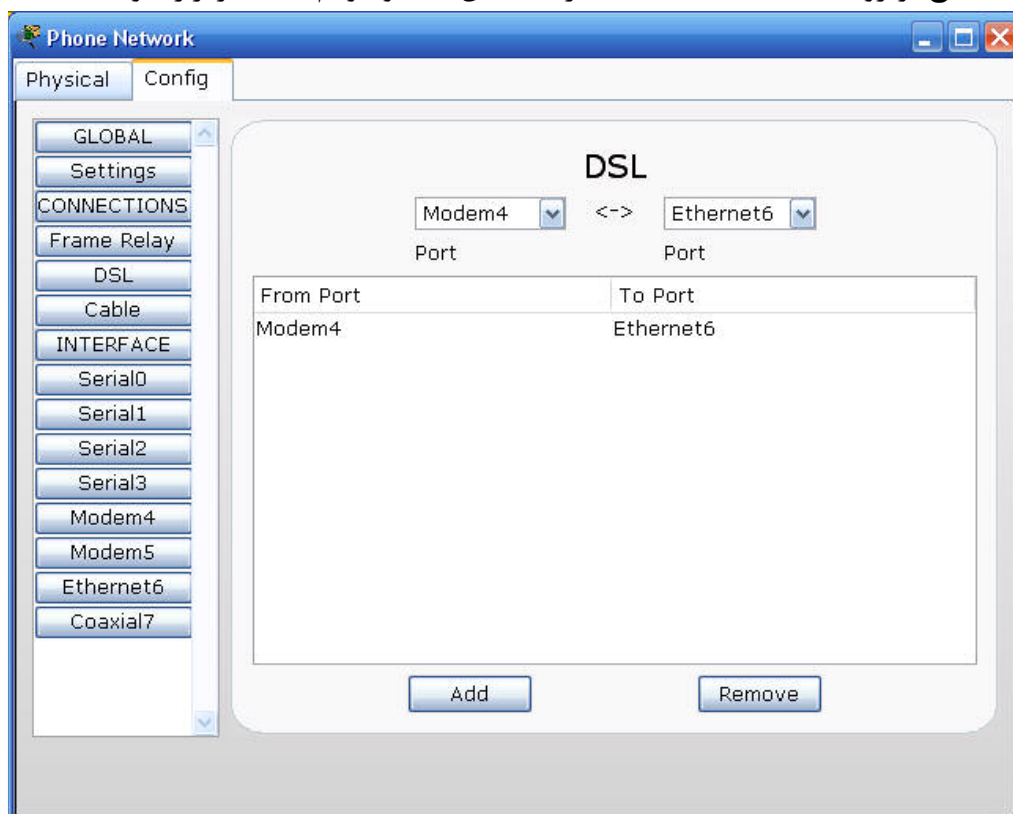 Phone Network
Physical Config
GLOBAL
Settings
CONNECTIONS
Frame Relay
DSL
Cable
INTERFACE
Serial0
Serial1
Serial2
Serial3
Modem4
Modem5
Ethernet6
Coaxial7
DSL
Modem4 <-> Ethernet6
Port Port
From Port To Port
Modem4 Ethernet6
Add Remove